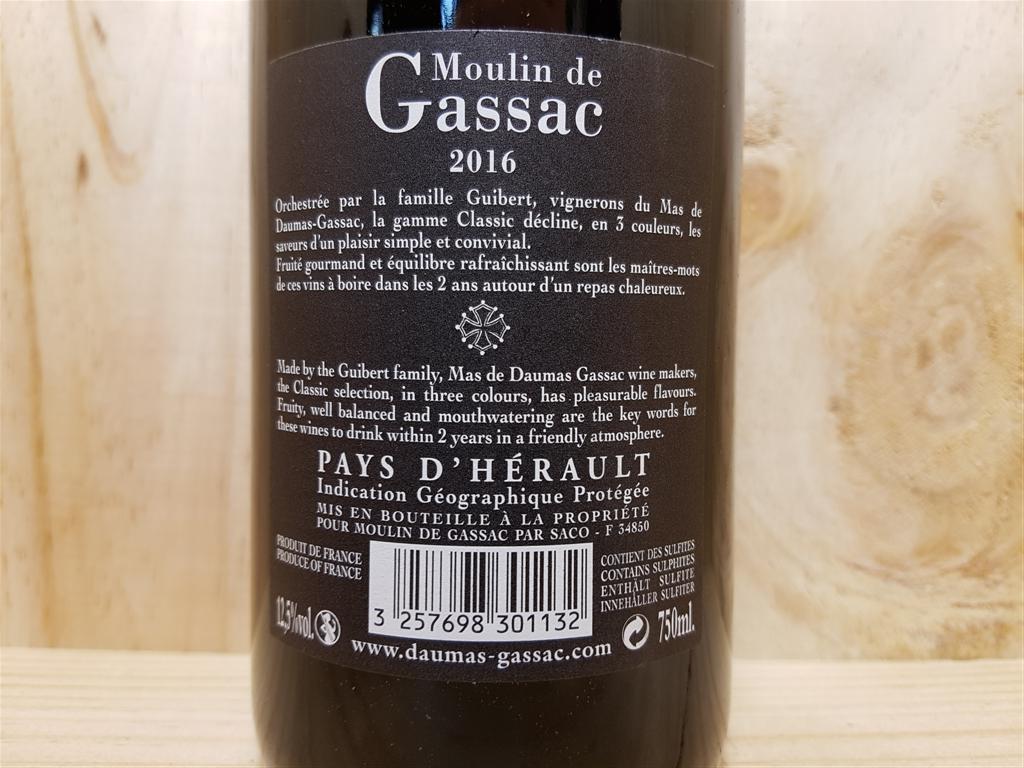 Moulin de
Gassac
2016
Orchestrée par la famille Guibert, vignerons du Mas de
Daumas-Gassac, la gamme Classic décline, en 3 couleurs, les
saveurs d'un plaisir simple et convivial.
Fruité gourmand et équilibre rafraîchissant sont les maîtres-mots
de ces vins à boire dans les 2 ans autour d'un repas chaleureux.
Made by the Guibert family, Mas de Daumas Gassac wine makers,
the Classic selection, in three colours, has pleasurable flavours.
Fruity, well balanced and mouthwatering are the key words for
these wines to drink within 2 years in a friendly atmosphere.
PAYS D'HÉRAULT
Indication Géographique Protégée
MIS EN BOUTEILLE À LA PROPRIÉTÉ
POUR MOULIN DE GASSAC PAR SACO - F 34850
PRODUIT DE FRANCE
PRODUCE OF FRANCE
CONTIENT DES SULFITES
CONTAINS SULPHITES
ENTHÄLT SULFITE
INNEHÅLLER SULFITER
12,5%vol.
3 257698 301132
750ml.
www.daumas-gassac.com